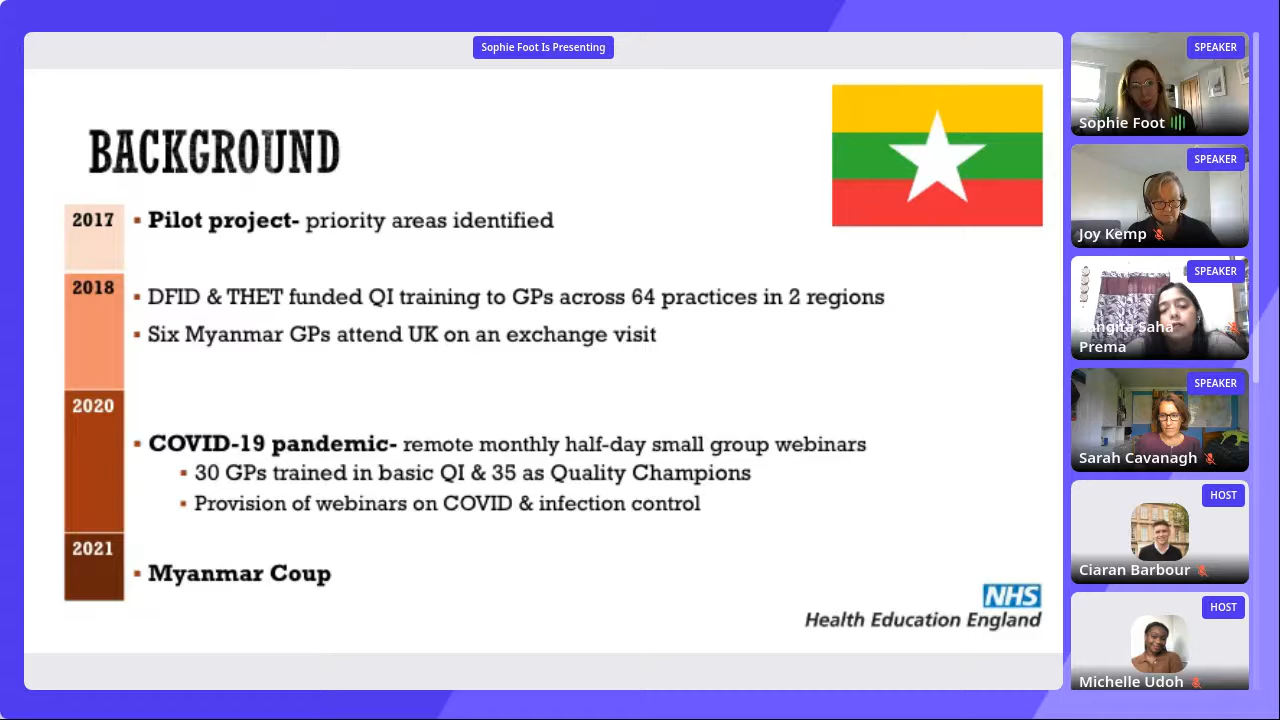 Sophie Foot Is Presenting
BACKGROUND
2017
▪ Pilot project- priority areas identified
2018
▪ DFID & THET funded QI training to GPs across 64 practices in 2 regions
▪ Six Myanmar GPs attend UK on an exchange visit
2020
▪ COVID-19 pandemic- remote monthly half-day small group webinars
▪ 30 GPs trained in basic QI & 35 as Quality Champions
▪ Provision of webinars on COVID & infection control
2021
▪ Myanmar Coup
NHS
Health Education England
SPEAKER
Sophie Foot
SPEAKER
Joy Kemp
SPEAKER
Sangita Saha
Prema
SPEAKER
Sarah Cavanagh
HOST
Ciaran Barbour
HOST
Michelle Udoh